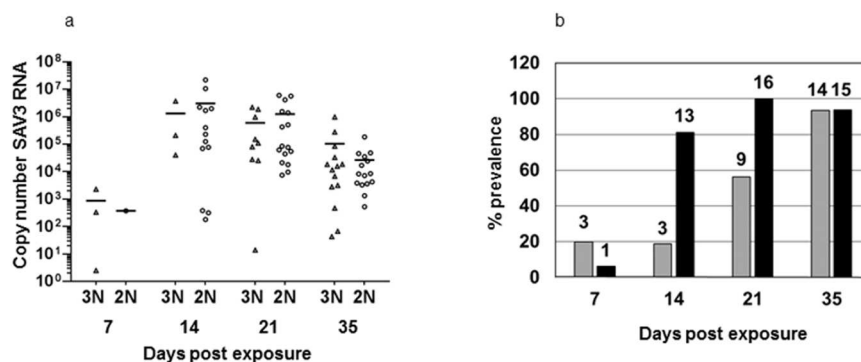 a
Copy number SAV3 RNA
10⁸
10⁷
10⁶
10⁵
10⁴
10³
10²
10¹
10⁰
3N 2N 3N 2N 3N 2N 3N 2N
7 14 21 35
Days post exposure
b
% prevalence
120
100
80
60
40
20
0
3 1 3 13 9 16 14 15
7 14 21 35
Days post exposure